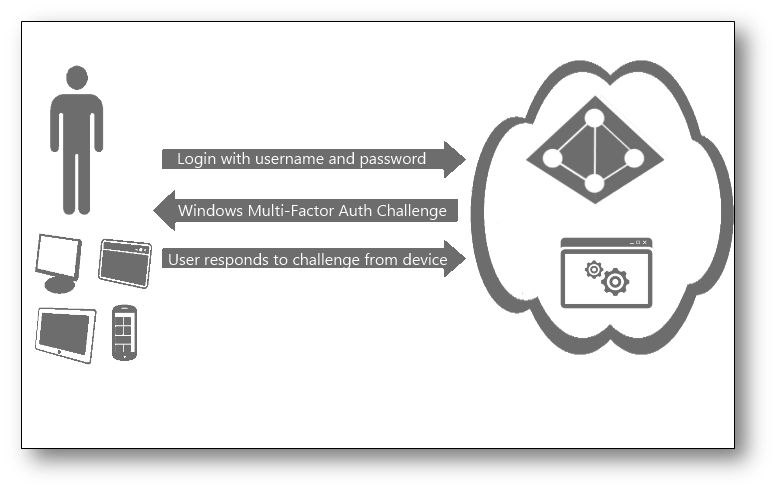 Login with username and password
Windows Multi-Factor Auth Challenge
User responds to challenge from device